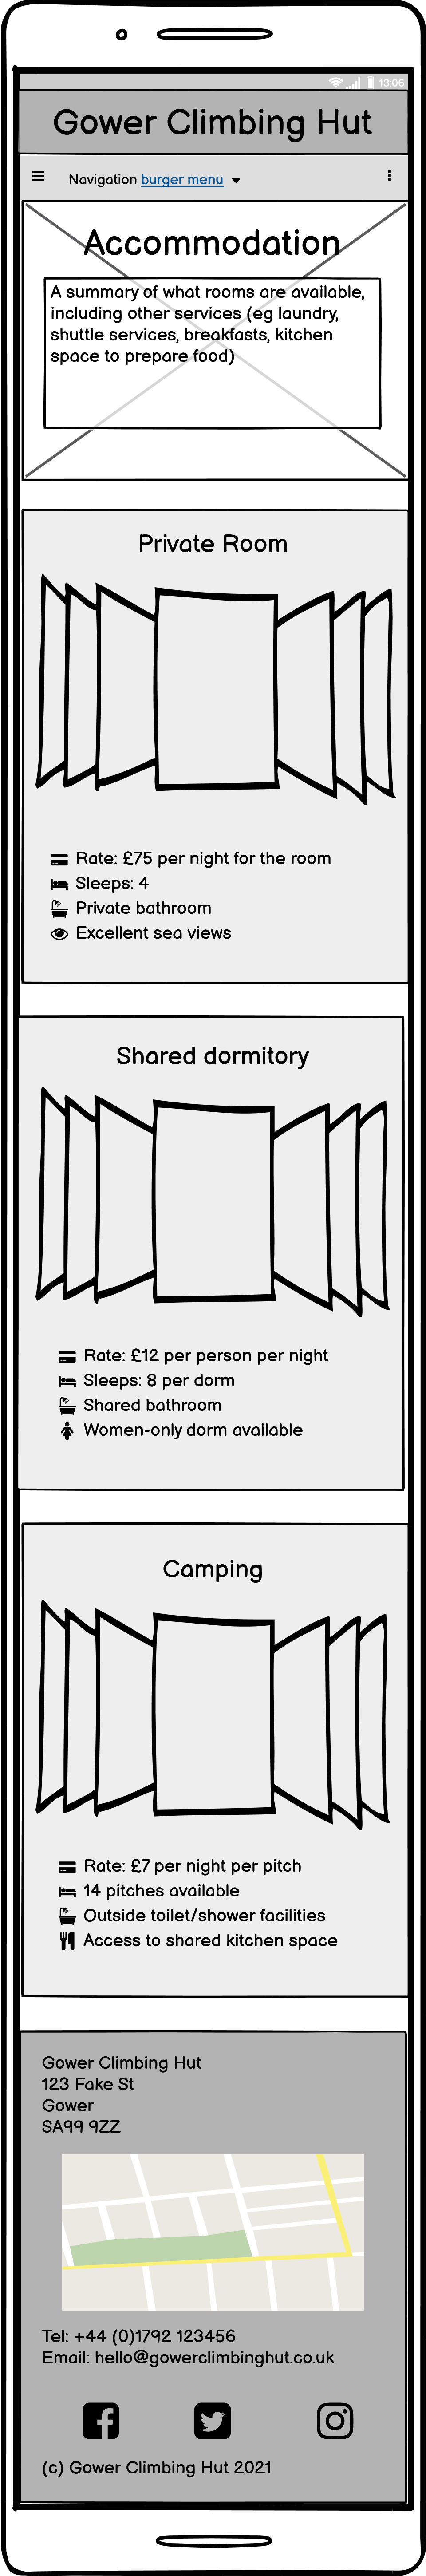 13:06
Gower Climbing Hut
Navigation burger menu
Accommodation
A summary of what rooms are available,
including other services (eg laundry,
shuttle services, breakfasts, kitchen
space to prepare food)
Private Room
Rate: £75 per night for the room
Sleeps: 4
Private bathroom
Excellent sea views
Shared dormitory
Rate: £12 per person per night
Sleeps: 8 per dorm
Shared bathroom
Women-only dorm available
Camping
Rate: £7 per night per pitch
14 pitches available
Outside toilet/shower facilities
Access to shared kitchen space
Gower Climbing Hut
123 Fake St
Gower
SA99 9ZZ
Tel: +44 (0)1792 123456
Email: hello@gowerclimbinghut.co.uk
(c) Gower Climbing Hut 2021